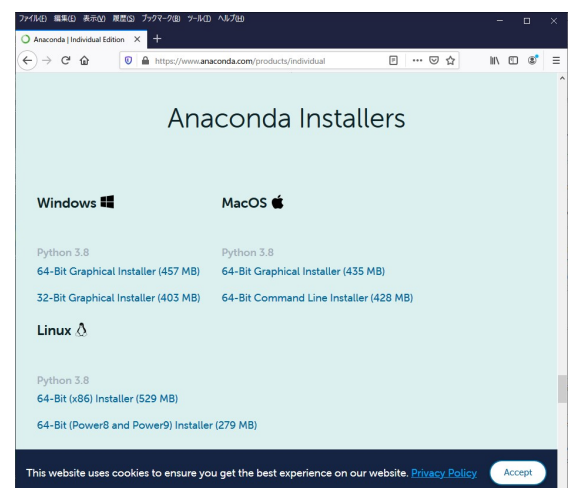 ファイル(F) 編集(E) 表示(V) 履歴(S) ブックマーク(B) ツール(T) ヘルプ(H)
Anaconda | Individual Edition
https://www.anaconda.com/products/individual
Anaconda Installers
Windows
MacOS
Python 3.8
Python 3.8
64-Bit Graphical Installer (457 MB)
64-Bit Graphical Installer (435 MB)
32-Bit Graphical Installer (403 MB)
64-Bit Command Line Installer (428 MB)
Linux
Python 3.8
64-Bit (x86) Installer (529 MB)
64-Bit (Power8 and Power9) Installer (279 MB)
This website uses cookies to ensure you get the best experience on our website. Privacy Policy
Accept